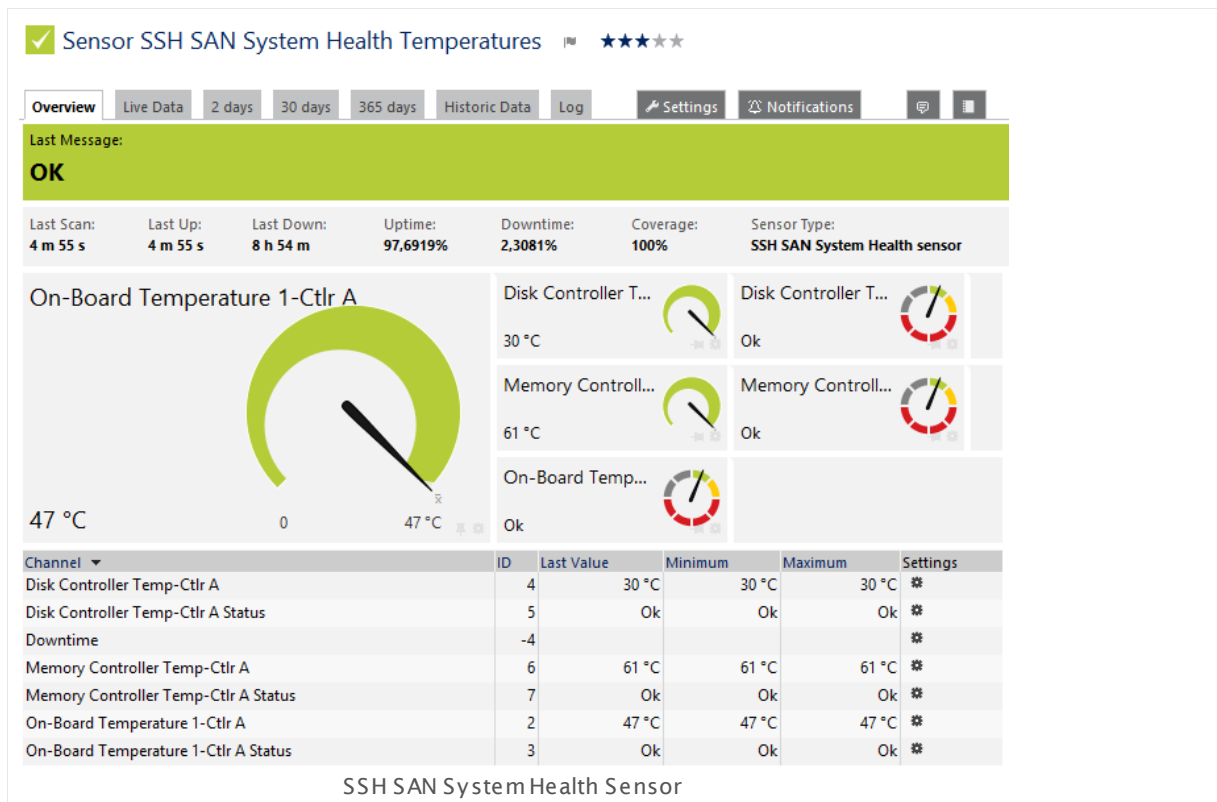 Sensor SSH SAN System Health Temperatures
Overview Live Data 2 days 30 days 365 days Historic Data Log Settings Notifications
Last Message:
OK
Last Scan: Last Up: Last Down: Uptime: Downtime: Coverage: Sensor Type:
4 m 55 s 4 m 55 s 8 h 54 m 97,6919% 2,3081% 100% SSH SAN System Health sensor
On-Board Temperature 1-Ctlr A
47 °C
0 47 °C
Disk Controller T...
30 °C
Disk Controller T...
Ok
Memory Controll...
61 °C
Memory Controll...
Ok
On-Board Temp...
Ok
Channel ID Last Value Minimum Maximum Settings
Disk Controller Temp-Ctlr A 4 30 °C 30 °C 30 °C
Disk Controller Temp-Ctlr A Status 5 Ok Ok Ok
Downtime -4
Memory Controller Temp-Ctlr A 6 61 °C 61 °C 61 °C
Memory Controller Temp-Ctlr A Status 7 Ok Ok Ok
On-Board Temperature 1-Ctlr A 2 47 °C 47 °C 47 °C
On-Board Temperature 1-Ctlr A Status 3 Ok Ok Ok
SSH SAN System Health Sensor